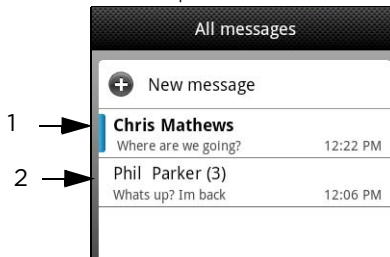 All messages
New message
1
Chris Mathews
Where are we going? 12:22 PM
2
Phil Parker (3)
Whats up? Im back 12:06 PM